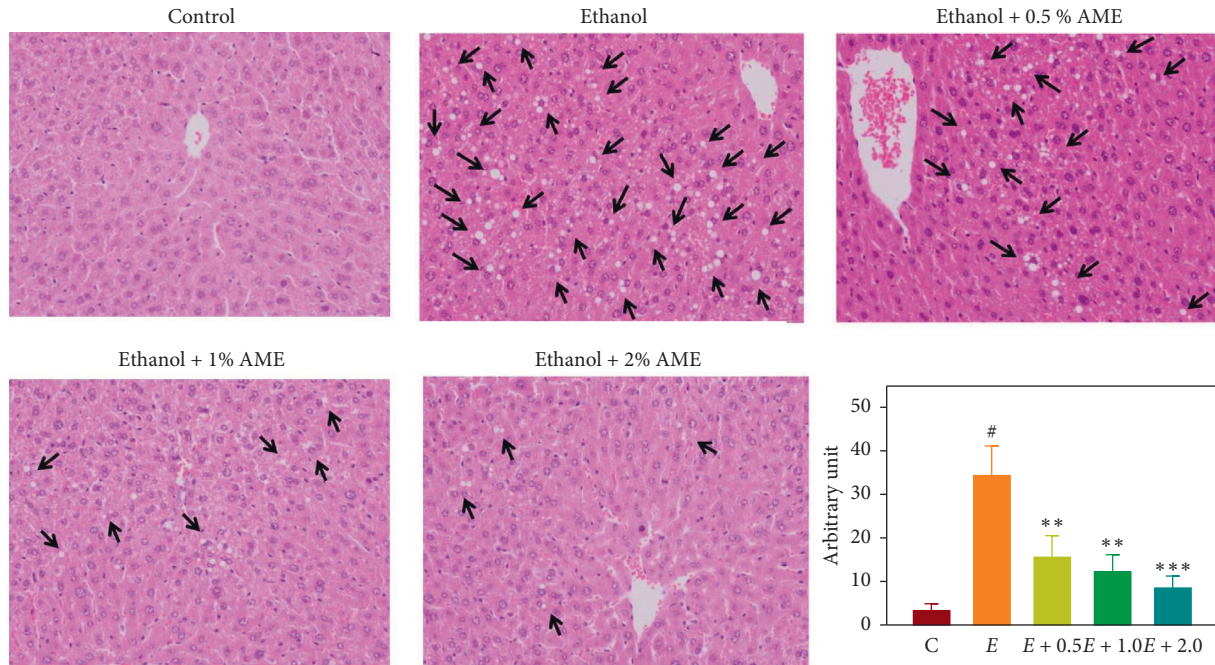 Control
Ethanol
Ethanol + 0.5 % AME
Ethanol + 1% AME
Ethanol + 2% AME
Arbitrary unit
50
40
30
20
10
0
#
**
**
***
C
E
E + 0.5
E + 1.0
E + 2.0